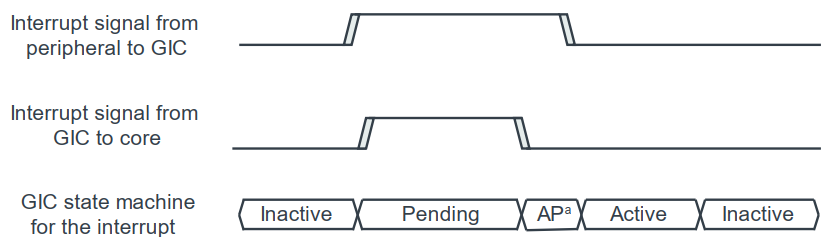 Interrupt signal from
peripheral to GIC
Interrupt signal from
GIC to core
GIC state machine
for the interrupt
Inactive Pending APᵃ Active Inactive